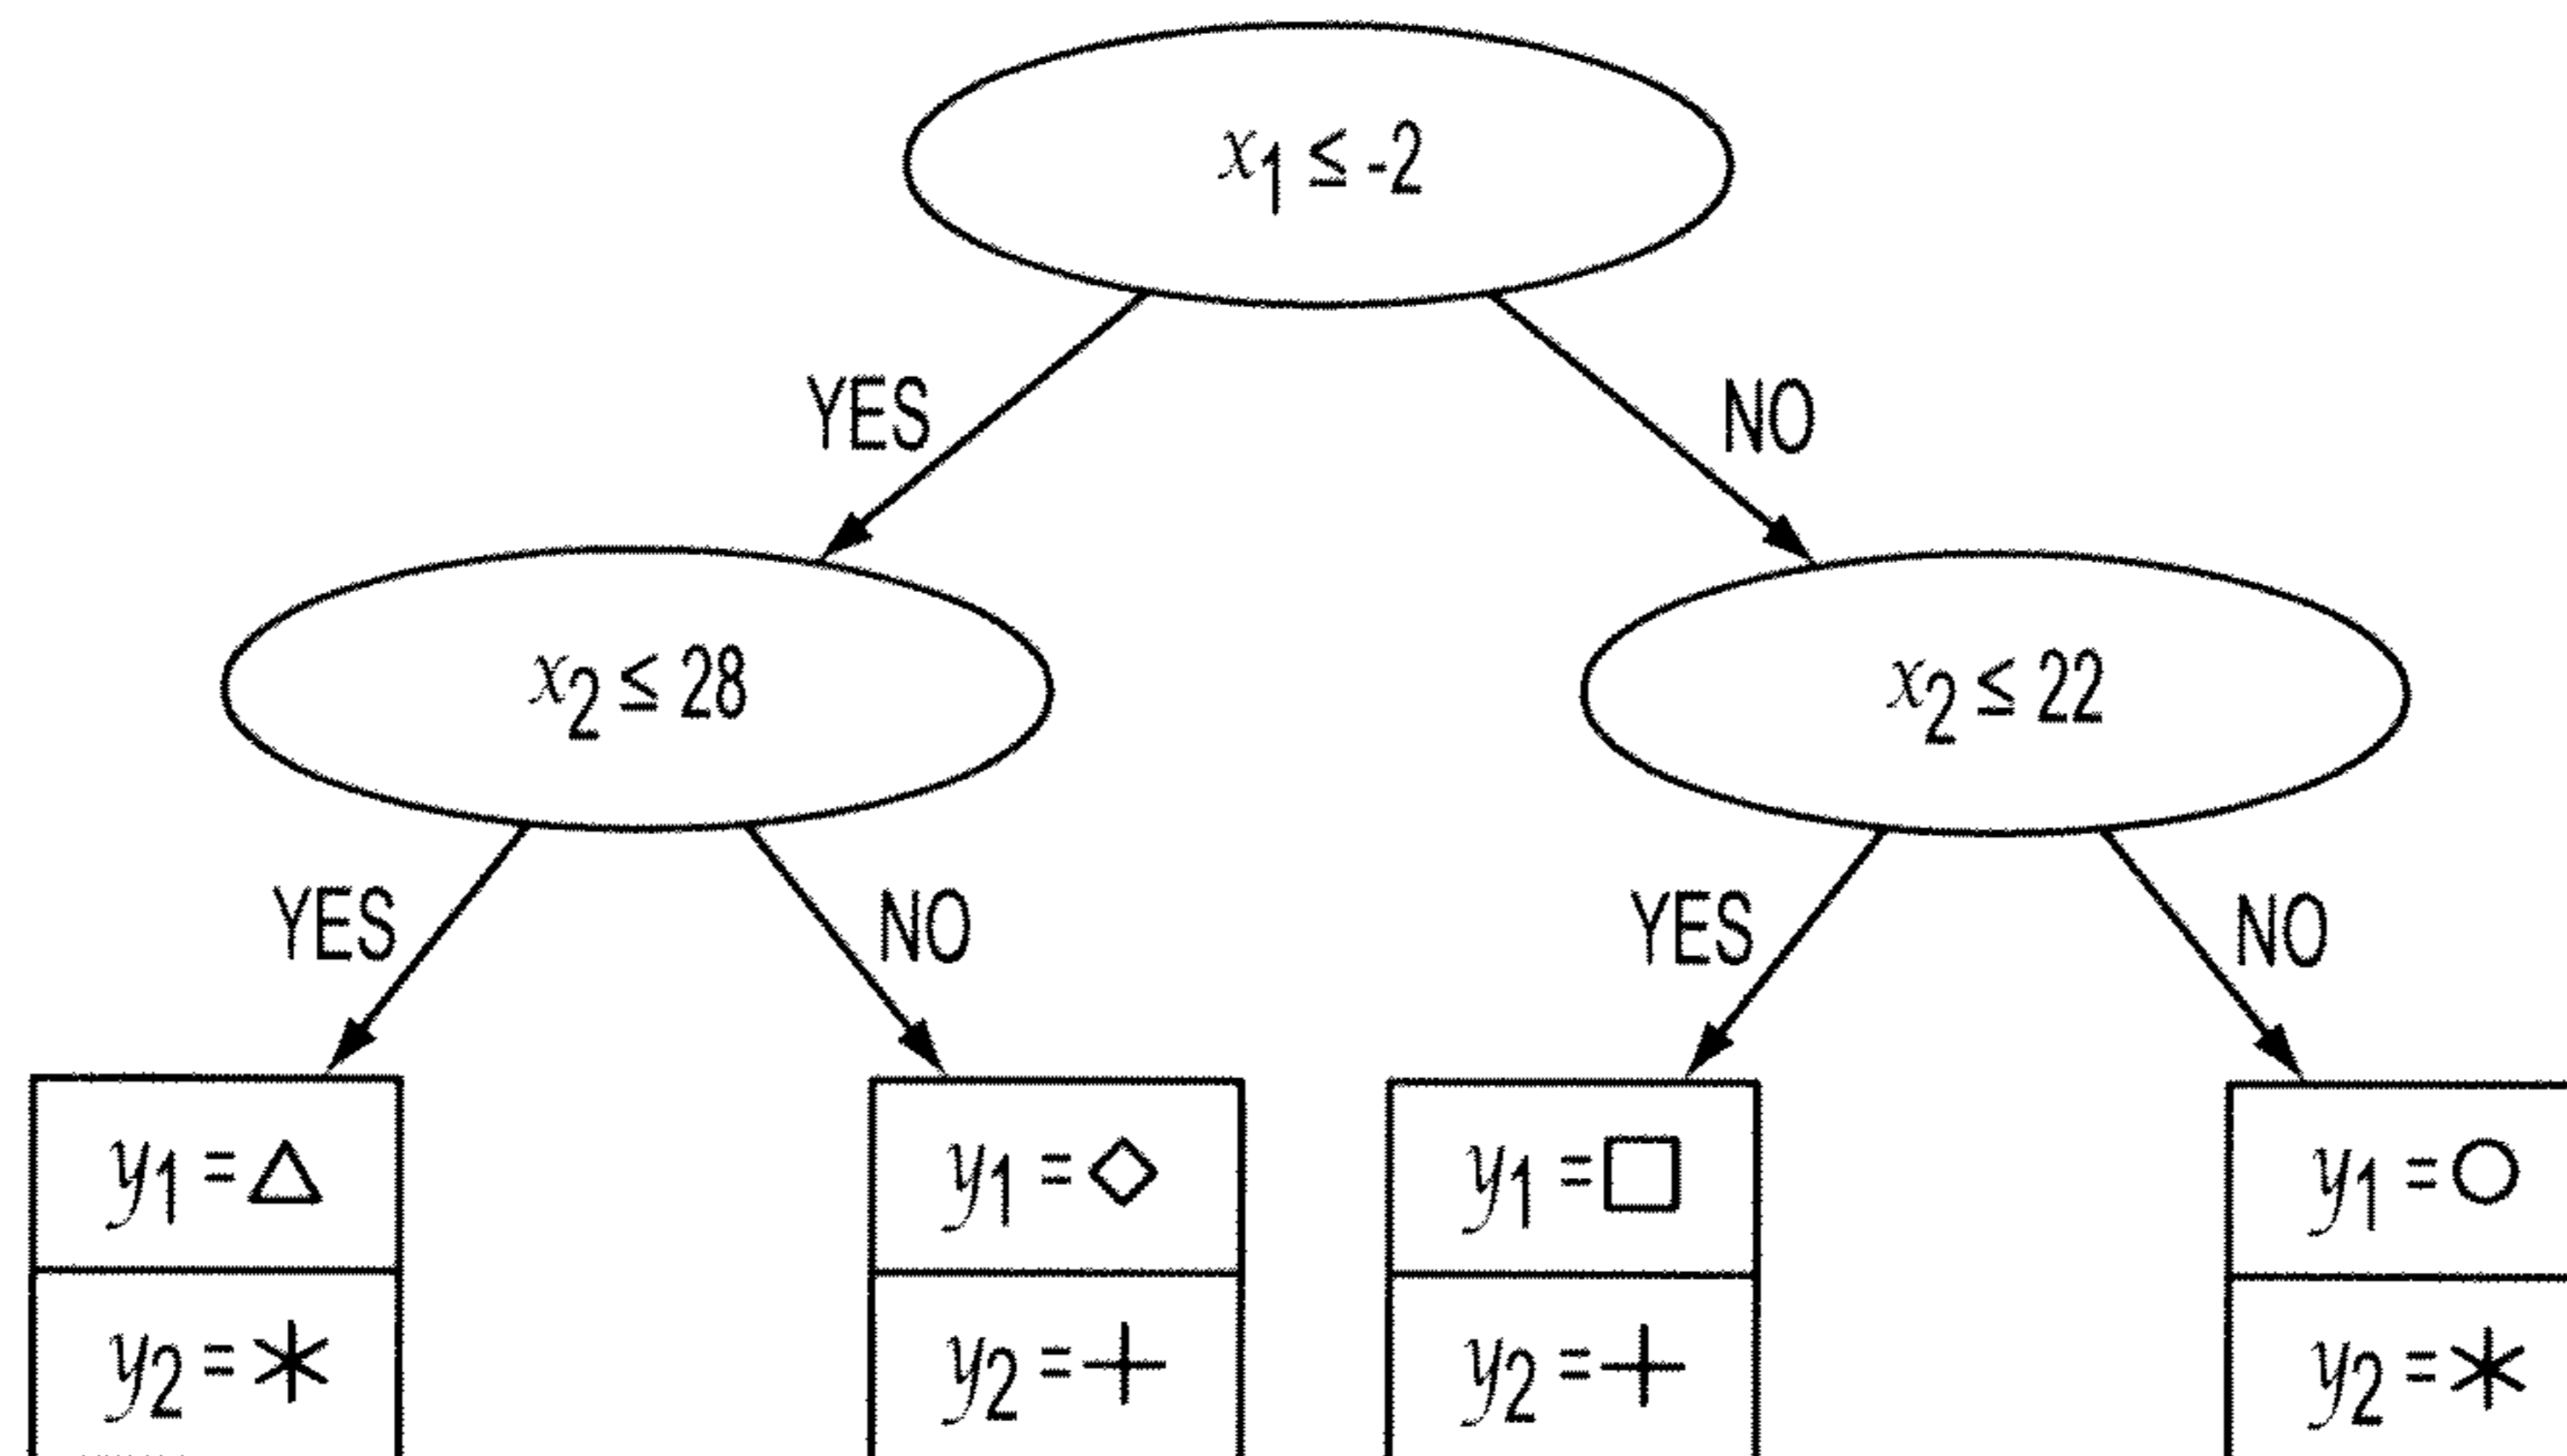 x1 ≤ -2
YES
NO
x2 ≤ 28
x2 ≤ 22
YES
NO
YES
NO
y1 = △
y1 = ◇
y1 = □
y1 = ○
y2 = *
y2 = +
y2 = +
y2 = *